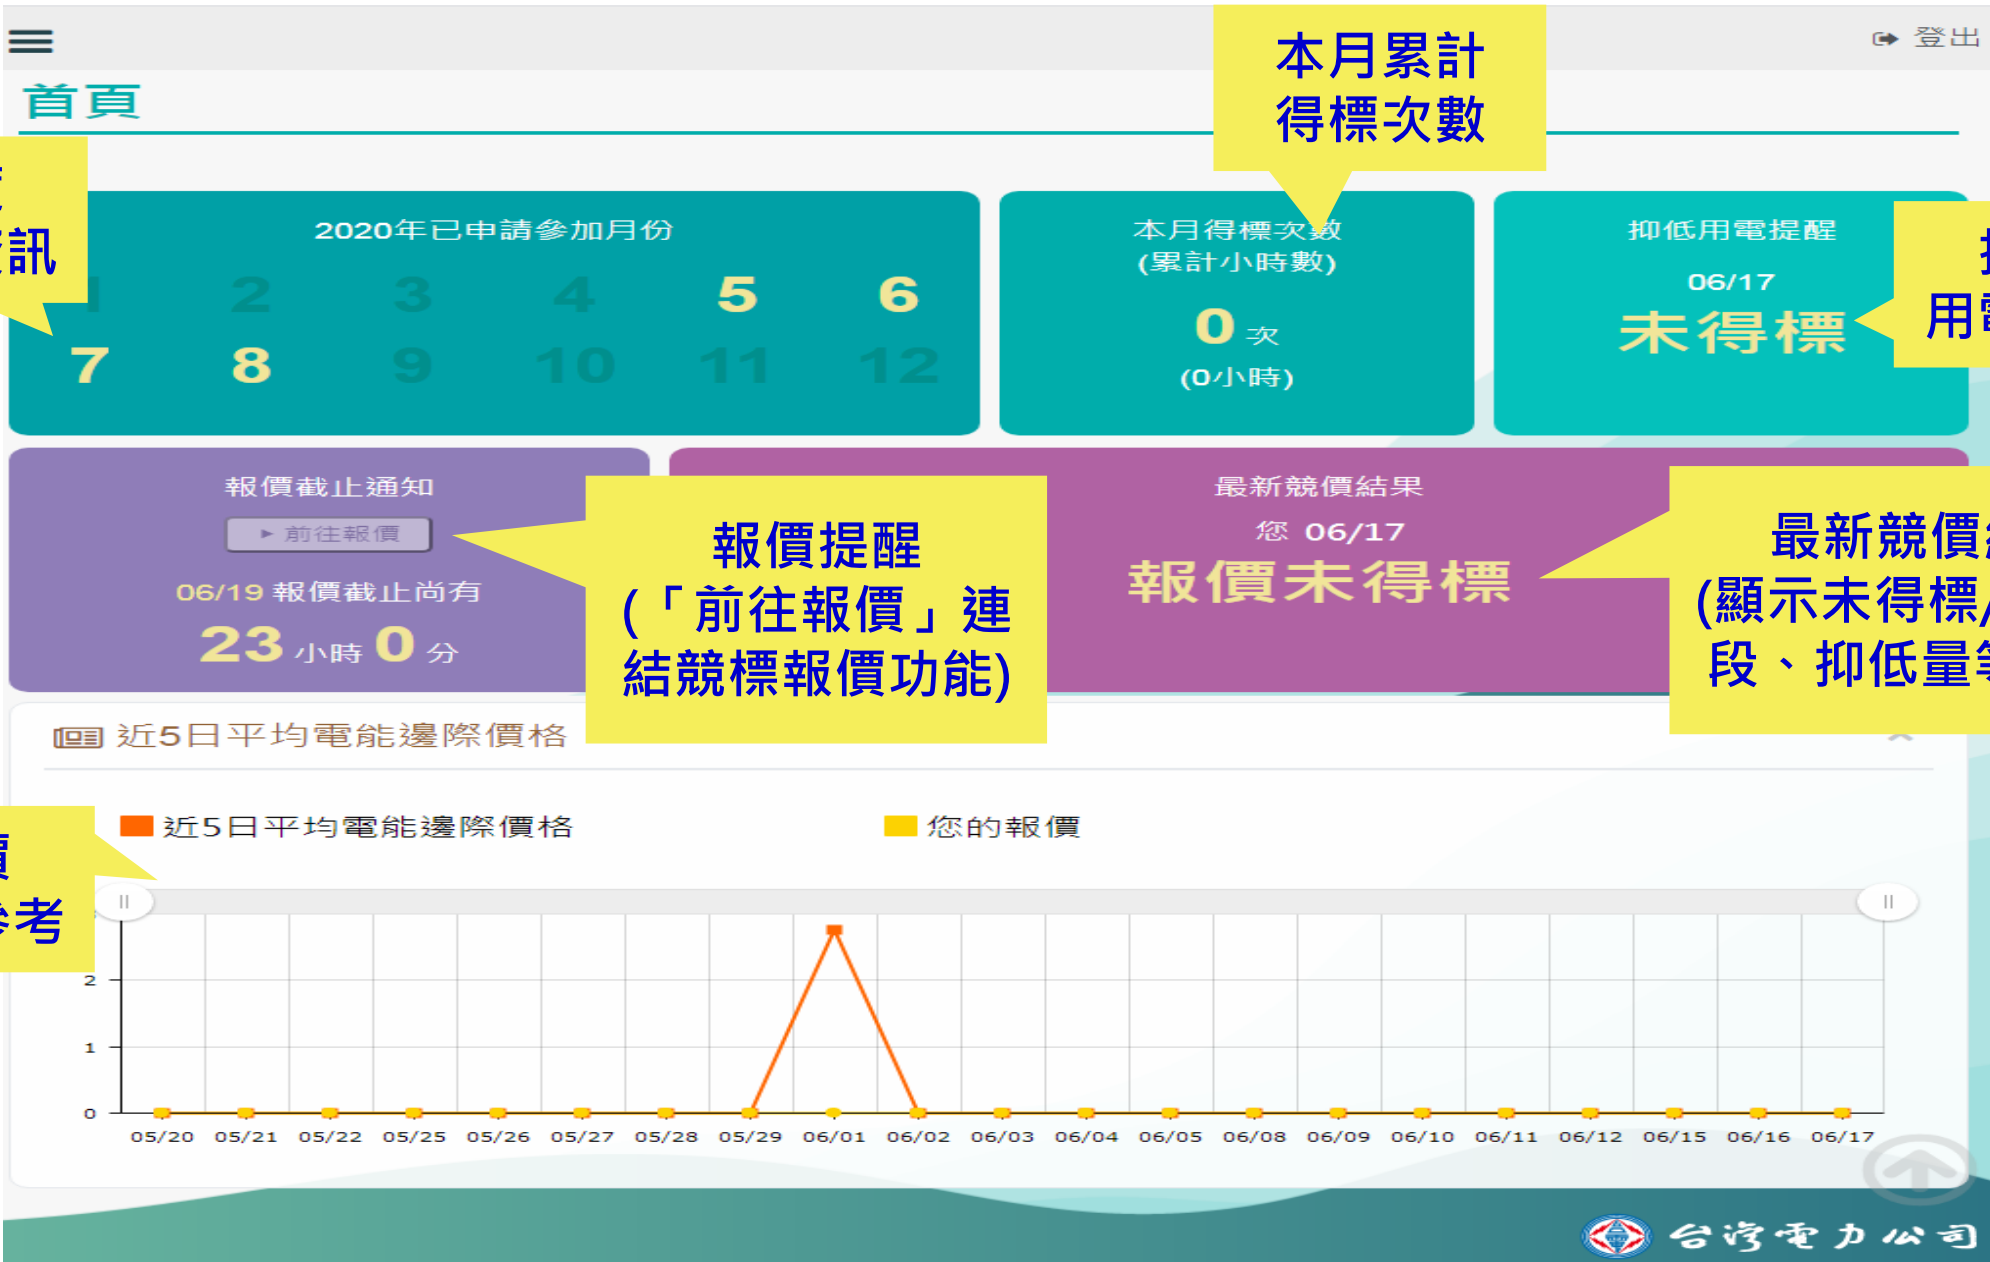 登出
首頁
本月累計
得標次數
訊
2020年已申請參加月份
1 2 3 4 5 6
7 8 9 10 11 12
本月得標次數
(累計小時數)
0 次
(0小時)
抑低用電提醒
06/17
未得標
用電
報價截止通知
前往報價
06/19 報價截止尚有
23 小時 0 分
報價提醒
(「前往報價」連
結競標報價功能)
最新競價結果
您 06/17
報價未得標
最新競價結
(顯示未得標/
段、抑低量等
近5日平均電能邊際價格
近5日平均電能邊際價格
您的報價
價
參考
2
1
0
05/20 05/21 05/22 05/25 05/26 05/27 05/28 05/29 06/01 06/02 06/03 06/04 06/05 06/08 06/09 06/10 06/11 06/12 06/15 06/16 06/17
台灣電力公司